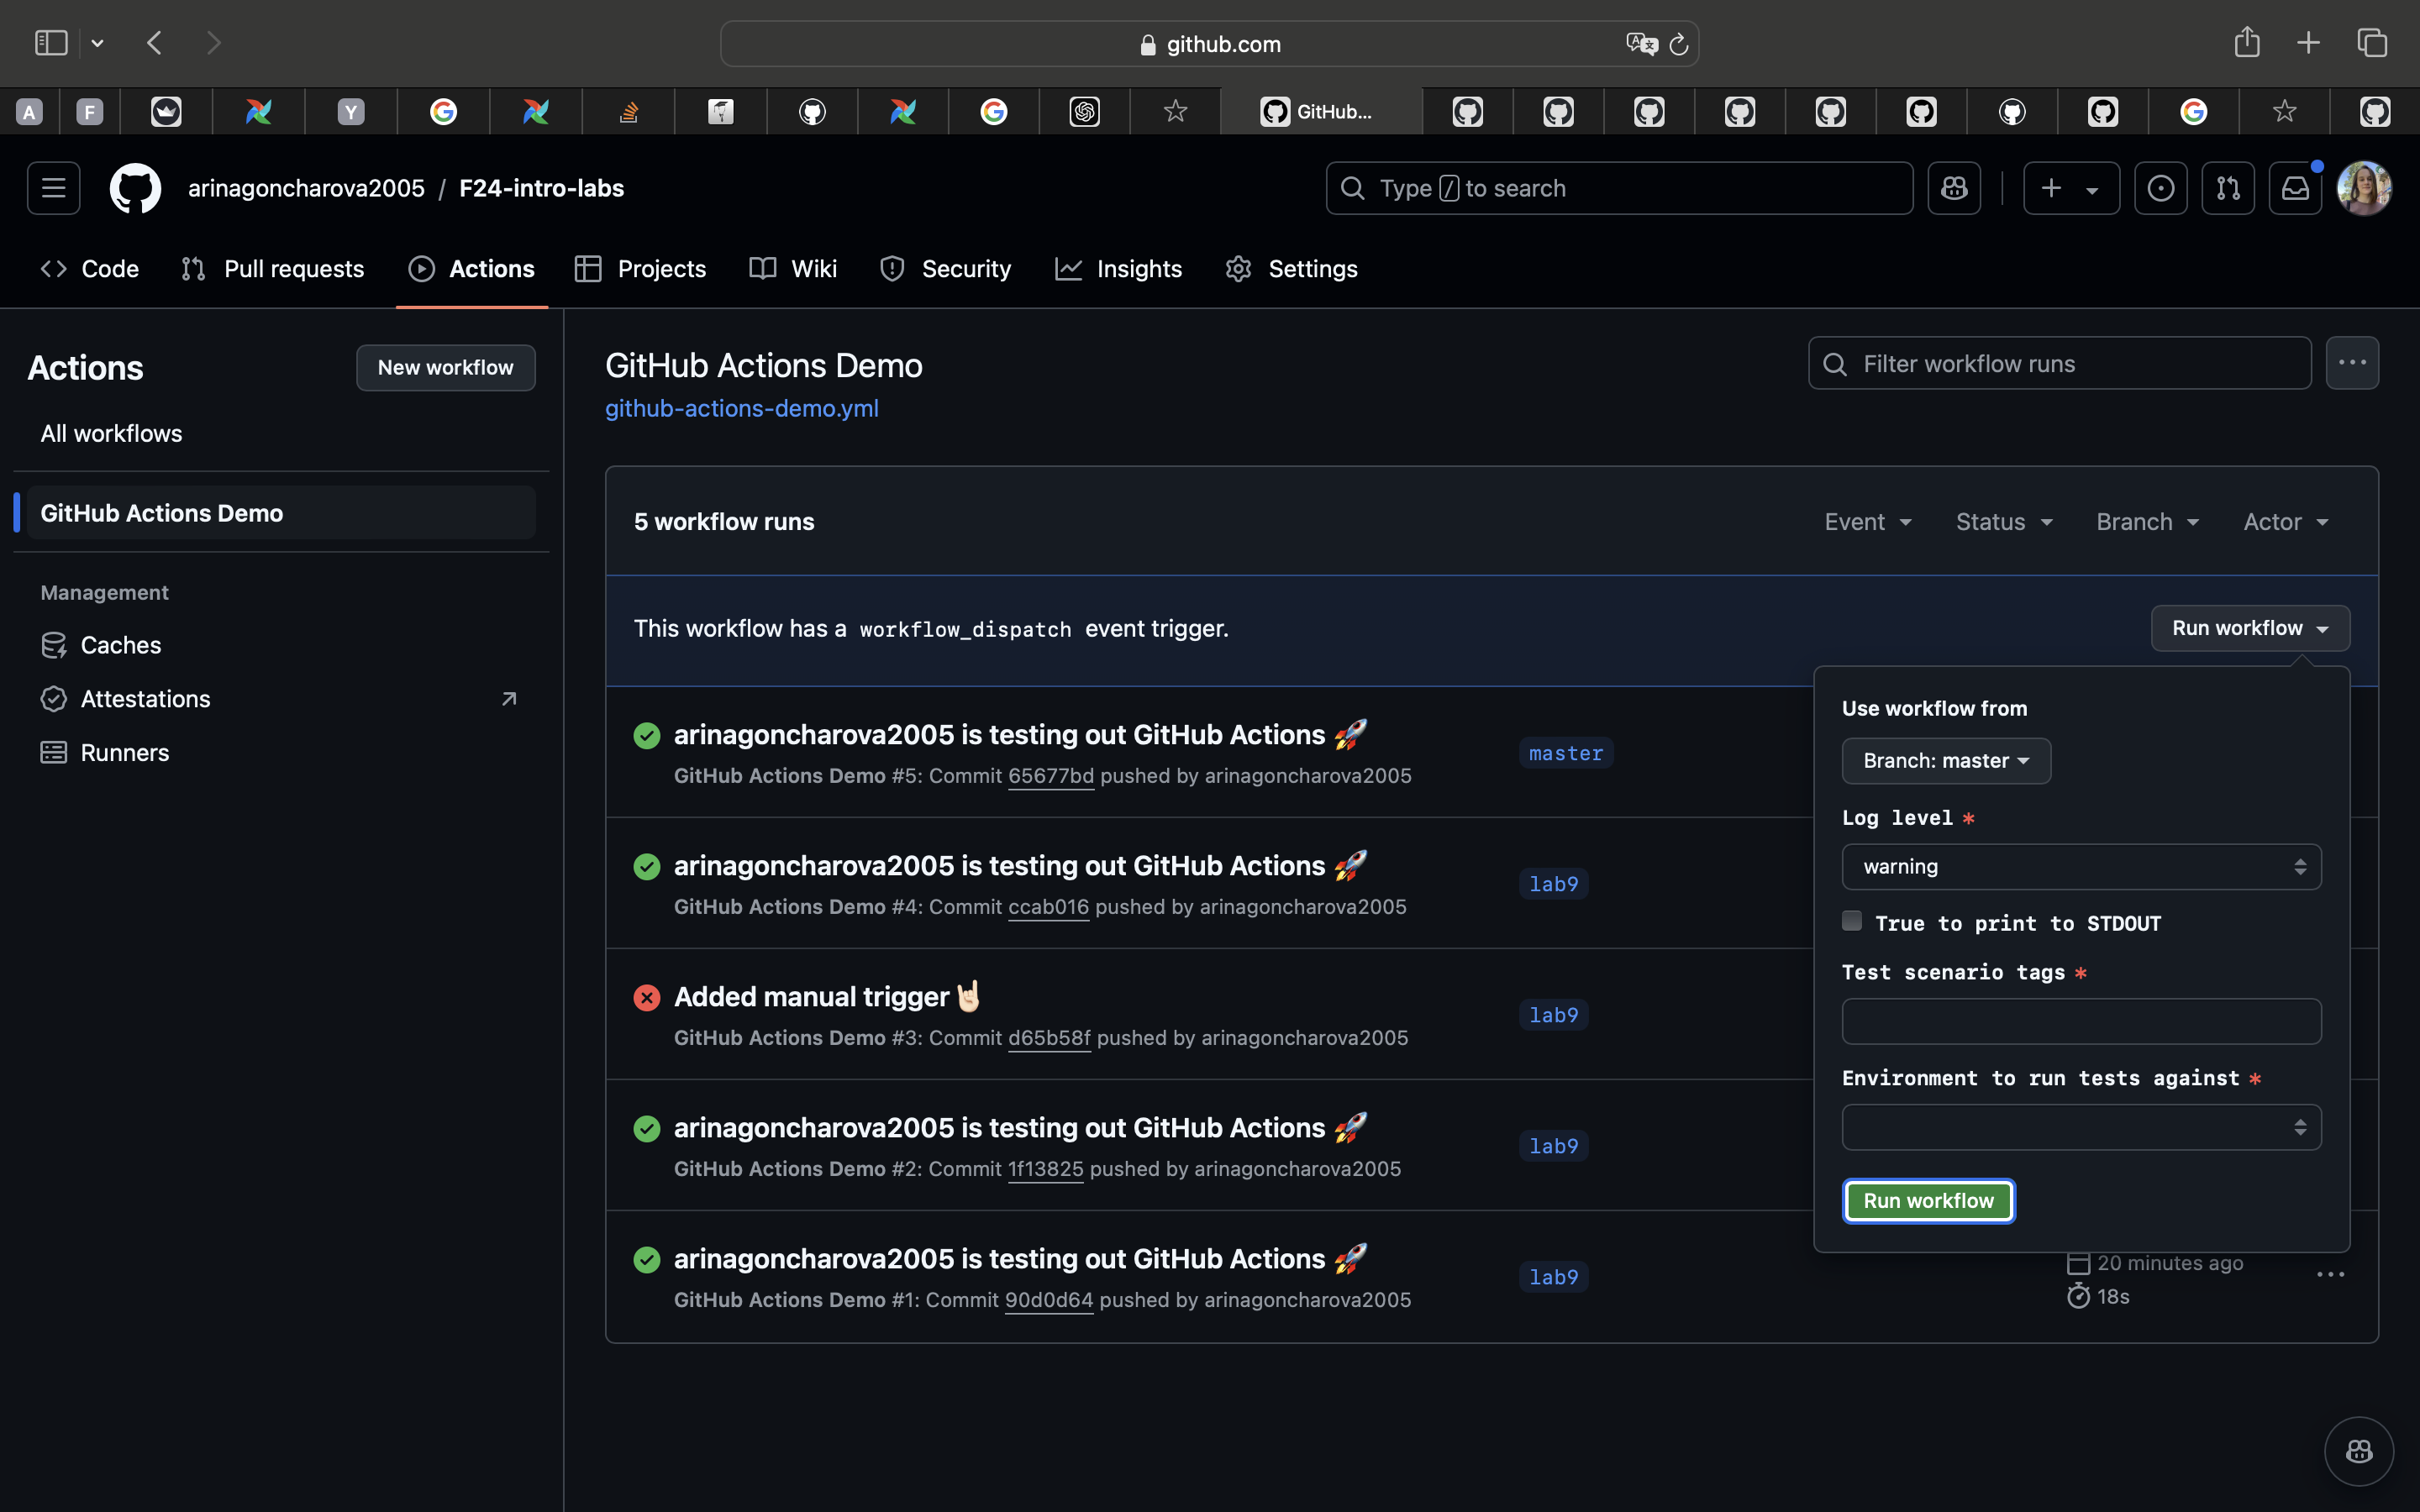 github.com
A
F
Y
GitHub...
arinagoncharova2005 / F24-intro-labs
Type / to search
Code
Pull requests
Actions
Projects
Wiki
Security
Insights
Settings
Actions
New workflow
All workflows
GitHub Actions Demo
Management
Caches
Attestations
Runners
GitHub Actions Demo
github-actions-demo.yml
Filter workflow runs
5 workflow runs
Event
Status
Branch
Actor
This workflow has a workflow_dispatch event trigger.
Run workflow
arinagoncharova2005 is testing out GitHub Actions 🚀
GitHub Actions Demo #5: Commit 65677bd pushed by arinagoncharova2005
master
arinagoncharova2005 is testing out GitHub Actions 🚀
GitHub Actions Demo #4: Commit ccab016 pushed by arinagoncharova2005
lab9
Added manual trigger 🤘🏻
GitHub Actions Demo #3: Commit d65b58f pushed by arinagoncharova2005
lab9
arinagoncharova2005 is testing out GitHub Actions 🚀
GitHub Actions Demo #2: Commit 1f13825 pushed by arinagoncharova2005
lab9
arinagoncharova2005 is testing out GitHub Actions 🚀
GitHub Actions Demo #1: Commit 90d0d64 pushed by arinagoncharova2005
lab9
20 minutes ago
18s
Use workflow from
Branch: master
Log level *
warning
True to print to STDOUT
Test scenario tags *
Environment to run tests against *
Run workflow